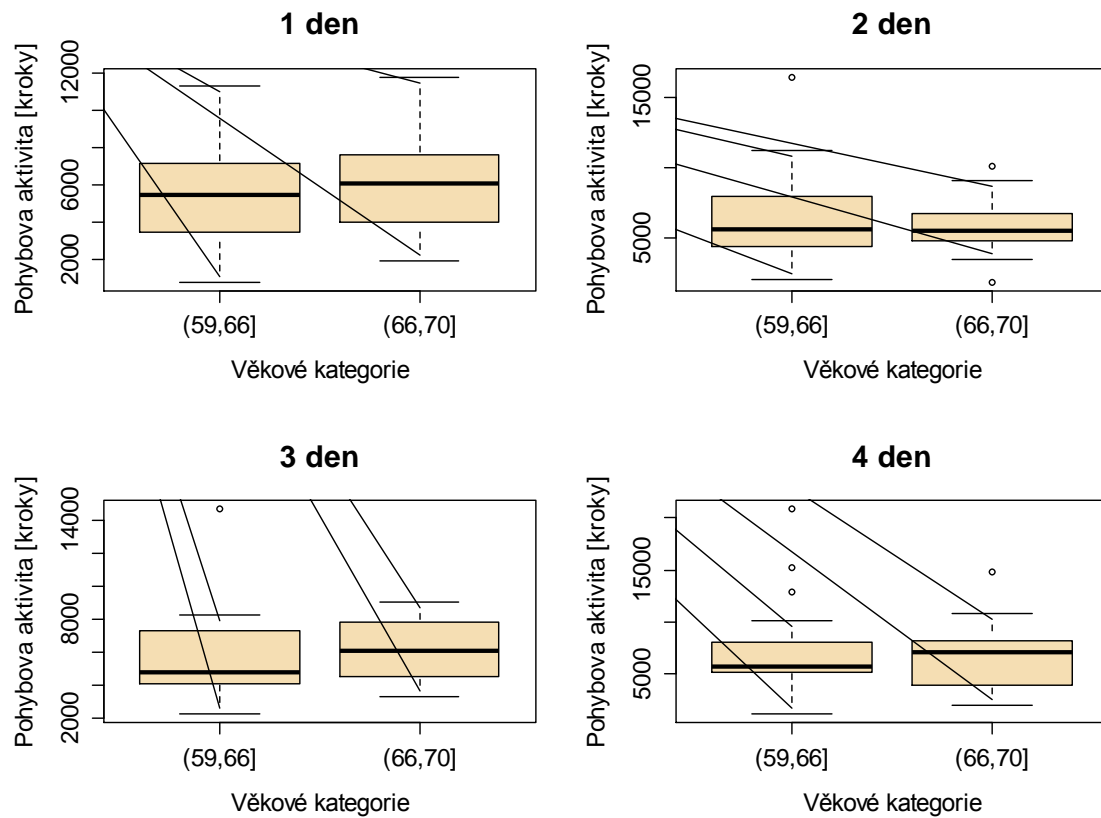 1 den
Pohybova aktivita [kroky]
2000 6000 12000
(59,66] (66,70]
Věkové kategorie
2 den
Pohybova aktivita [kroky]
5000 15000
(59,66] (66,70]
Věkové kategorie
3 den
Pohybova aktivita [kroky]
2000 8000 14000
(59,66] (66,70]
Věkové kategorie
4 den
Pohybova aktivita [kroky]
5000 15000
(59,66] (66,70]
Věkové kategorie